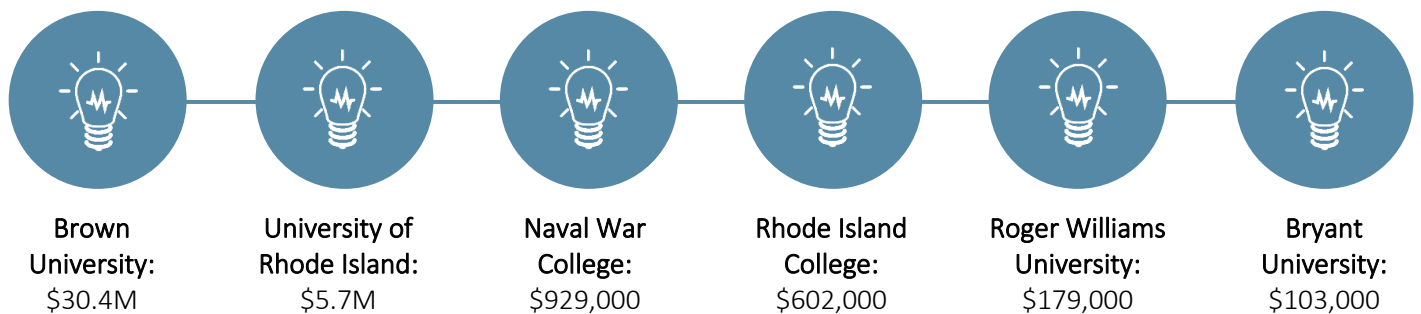 Brown
University:
$30.4M
University of
Rhode Island:
$5.7M
Naval War
College:
$929,000
Rhode Island
College:
$602,000
Roger Williams
University:
$179,000
Bryant
University:
$103,000